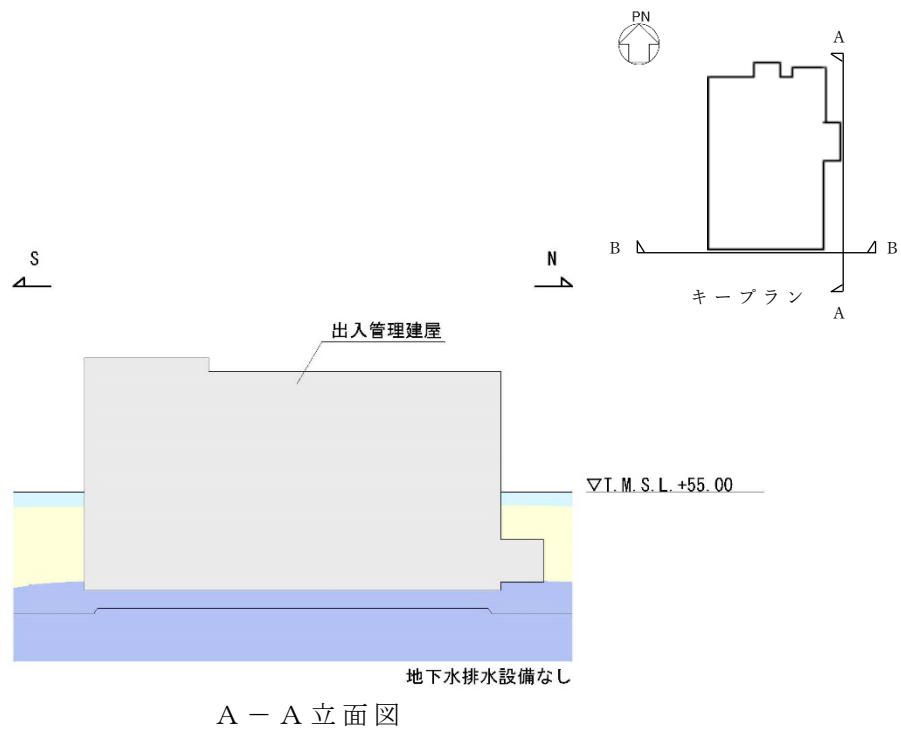 PN
A
B
B
キープラン
A
S
N
出入管理建屋
▽T.M.S.L.+55.00
地下水排水設備なし
A－A立面図